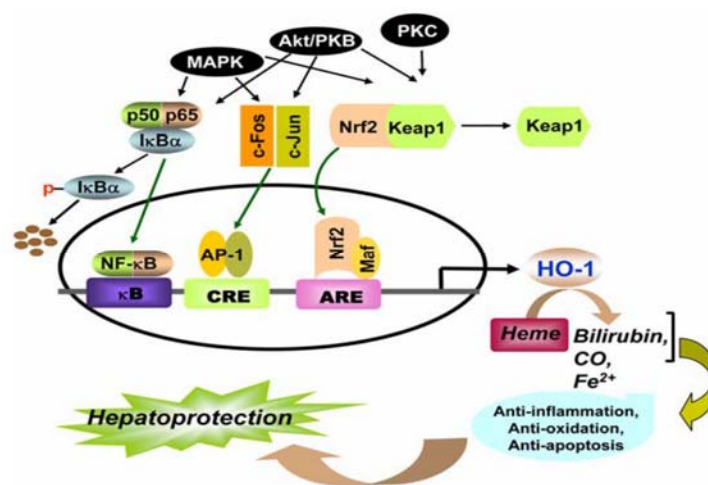 PKC
Akt/PKB
MAPK
p50 p65
IκBα
c-Fos
c-Jun
Nrf2
Keap1
Keap1
p
IκBα
NF-κB
AP-1
Nrf2
Maf
κB
CRE
ARE
HO-1
Heme
Bilirubin,
CO,
Fe²⁺
Anti-inflammation,
Anti-oxidation,
Anti-apoptosis
Hepatoprotection